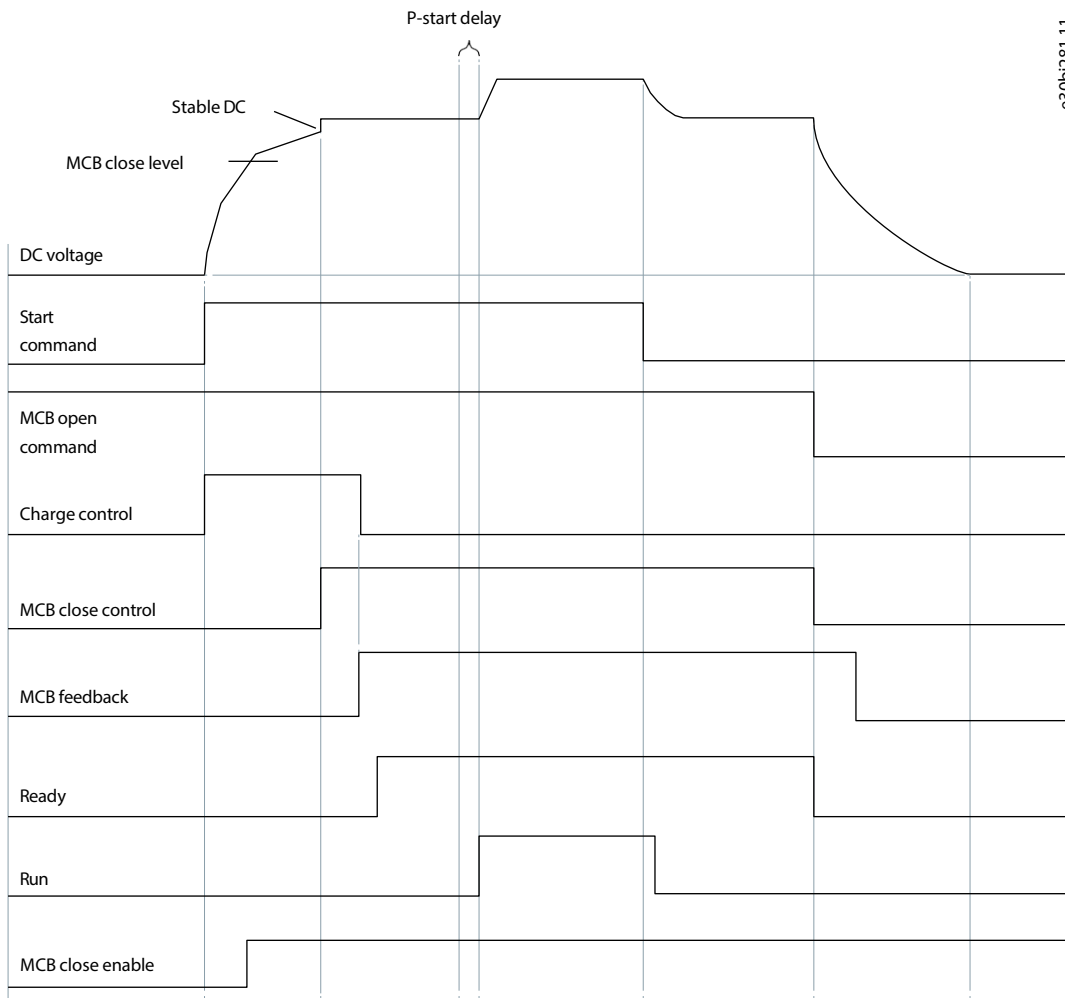 P-start delay
Stable DC
MCB close level
DC voltage
Start
command
MCB open
command
Charge control
MCB close control
MCB feedback
Ready
Run
MCB close enable